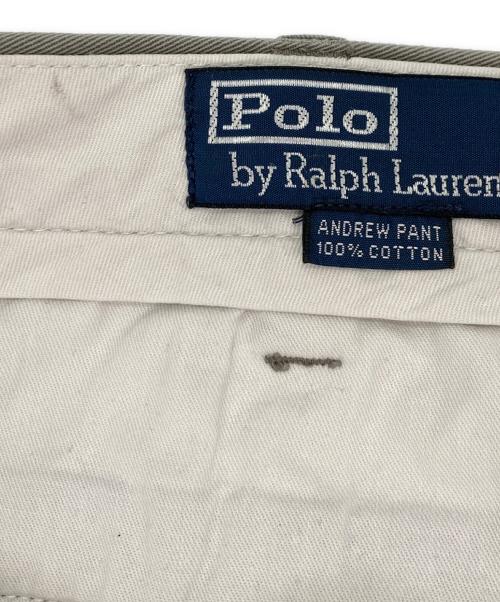 Polo
by Ralph Lauren
ANDREW PANT
100% COTTON